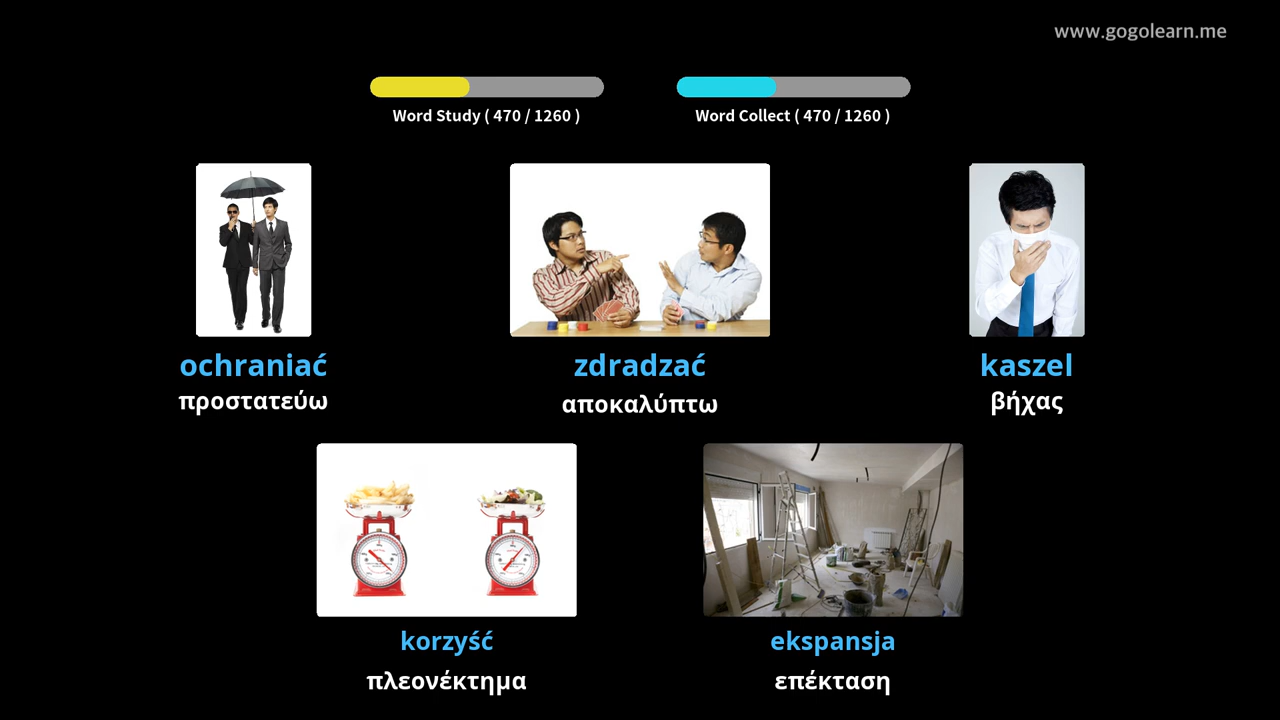 www.gogolearn.me
Word Study ( 470 / 1260 )
Word Collect ( 470 / 1260 )
ochraniać
προστατεύω
zdradzać
αποκαλύπτω
kaszel
βήχας
korzyść
πλεονέκτημα
ekspansja
επέκταση